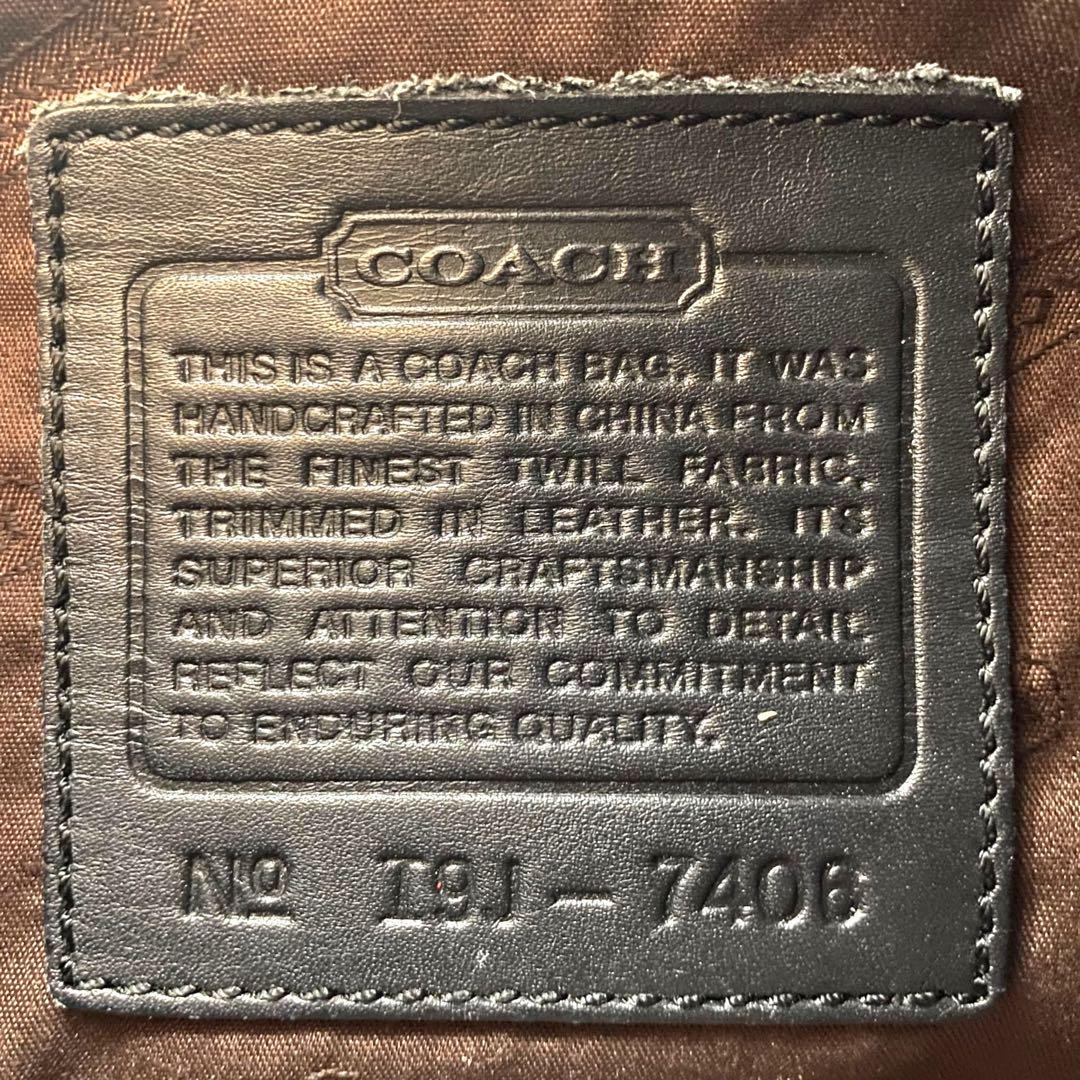 COACH
THIS IS A COACH BAG. IT WAS
HANDCRAFTED IN CHINA FROM
THE FINEST TWILL FABRIC,
TRIMMED IN LEATHER. ITS
SUPERIOR CRAFTSMANSHIP
AND ATTENTION TO DETAIL
REFLECT OUR COMMITMENT
TO ENDURING QUALITY.
Nº I9J - 7406